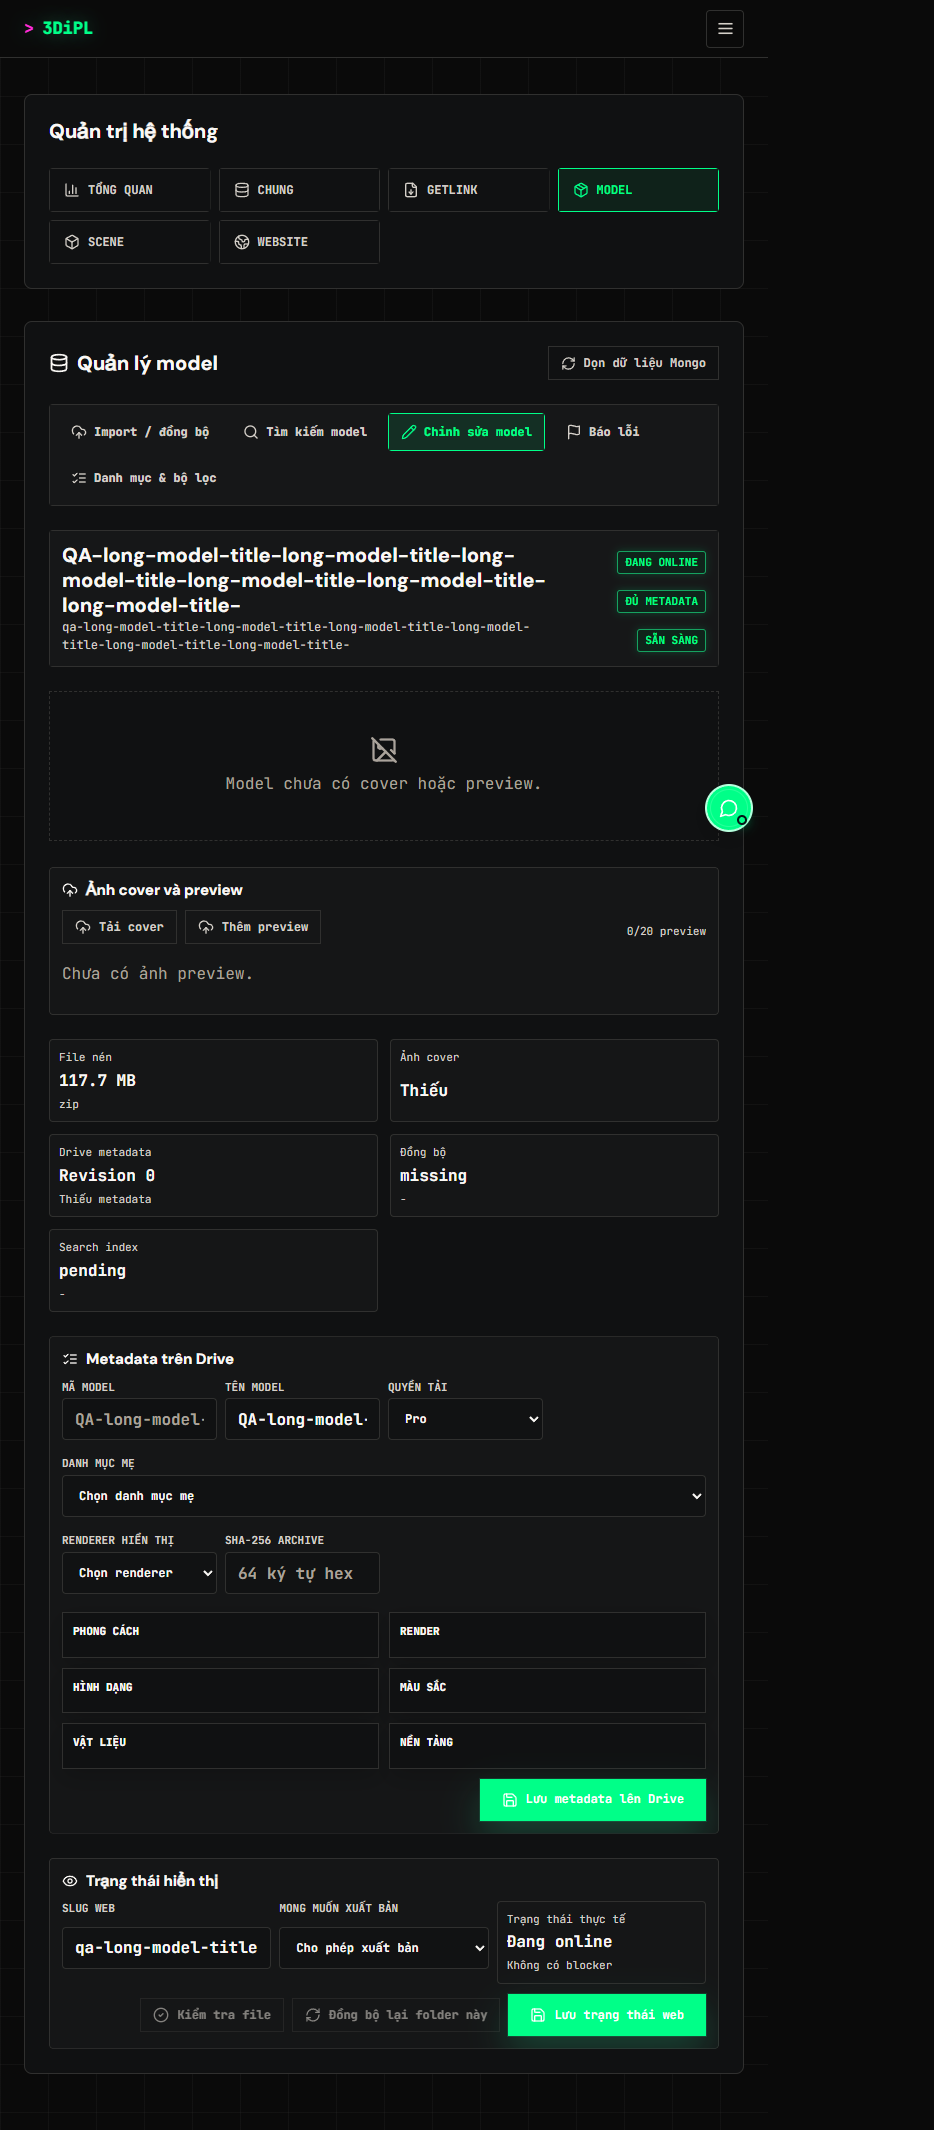 > 3DiPL
Quản trị hệ thống
TỔNG QUAN
CHUNG
GETLINK
MODEL
SCENE
WEBSITE
Quản lý model
Dọn dữ liệu Mongo
Import / đồng bộ
Tìm kiếm model
Chỉnh sửa model
Báo lỗi
Danh mục & bộ lọc
QA-long-model-title-long-model-title-long-
model-title-long-model-title-long-model-title-
long-model-title-
qa-long-model-title-long-model-title-long-model-title-long-model-
title-long-model-title-long-model-title-
ĐANG ONLINE
ĐỦ METADATA
SẴN SÀNG
Model chưa có cover hoặc preview.
Ảnh cover và preview
Tải cover
Thêm preview
0/20 preview
Chưa có ảnh preview.
File nén
117.7 MB
zip
Ảnh cover
Thiếu
Drive metadata
Revision 0
Thiếu metadata
Đồng bộ
missing
-
Search index
pending
-
Metadata trên Drive
MÃ MODEL
TÊN MODEL
QUYỀN TẢI
QA-long-model-
QA-long-model-
Pro
DANH MỤC MẸ
Chọn danh mục mẹ
RENDERER HIỂN THỊ
SHA-256 ARCHIVE
Chọn renderer
64 ký tự hex
PHONG CÁCH
RENDER
HÌNH DẠNG
MÀU SẮC
VẬT LIỆU
NỀN TẢNG
Lưu metadata lên Drive
Trạng thái hiển thị
SLUG WEB
MONG MUỐN XUẤT BẢN
qa-long-model-title
Cho phép xuất bản
Trạng thái thực tế
Đang online
Không có blocker
Kiểm tra file
Đồng bộ lại folder này
Lưu trạng thái web